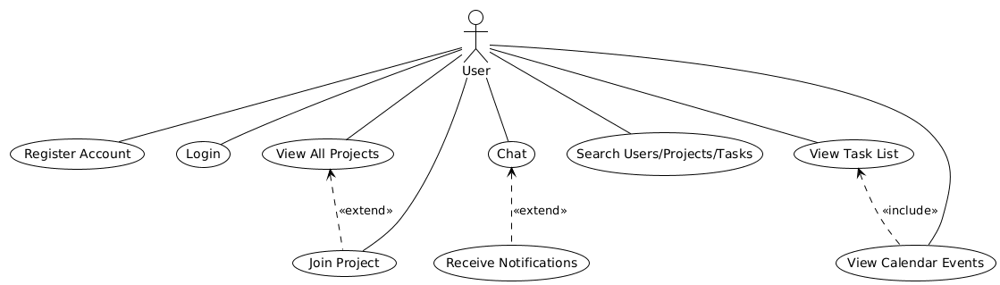 User
Register Account
Login
View All Projects
Chat
Search Users/Projects/Tasks
View Task List
«extend»
«extend»
«include»
Join Project
Receive Notifications
View Calendar Events